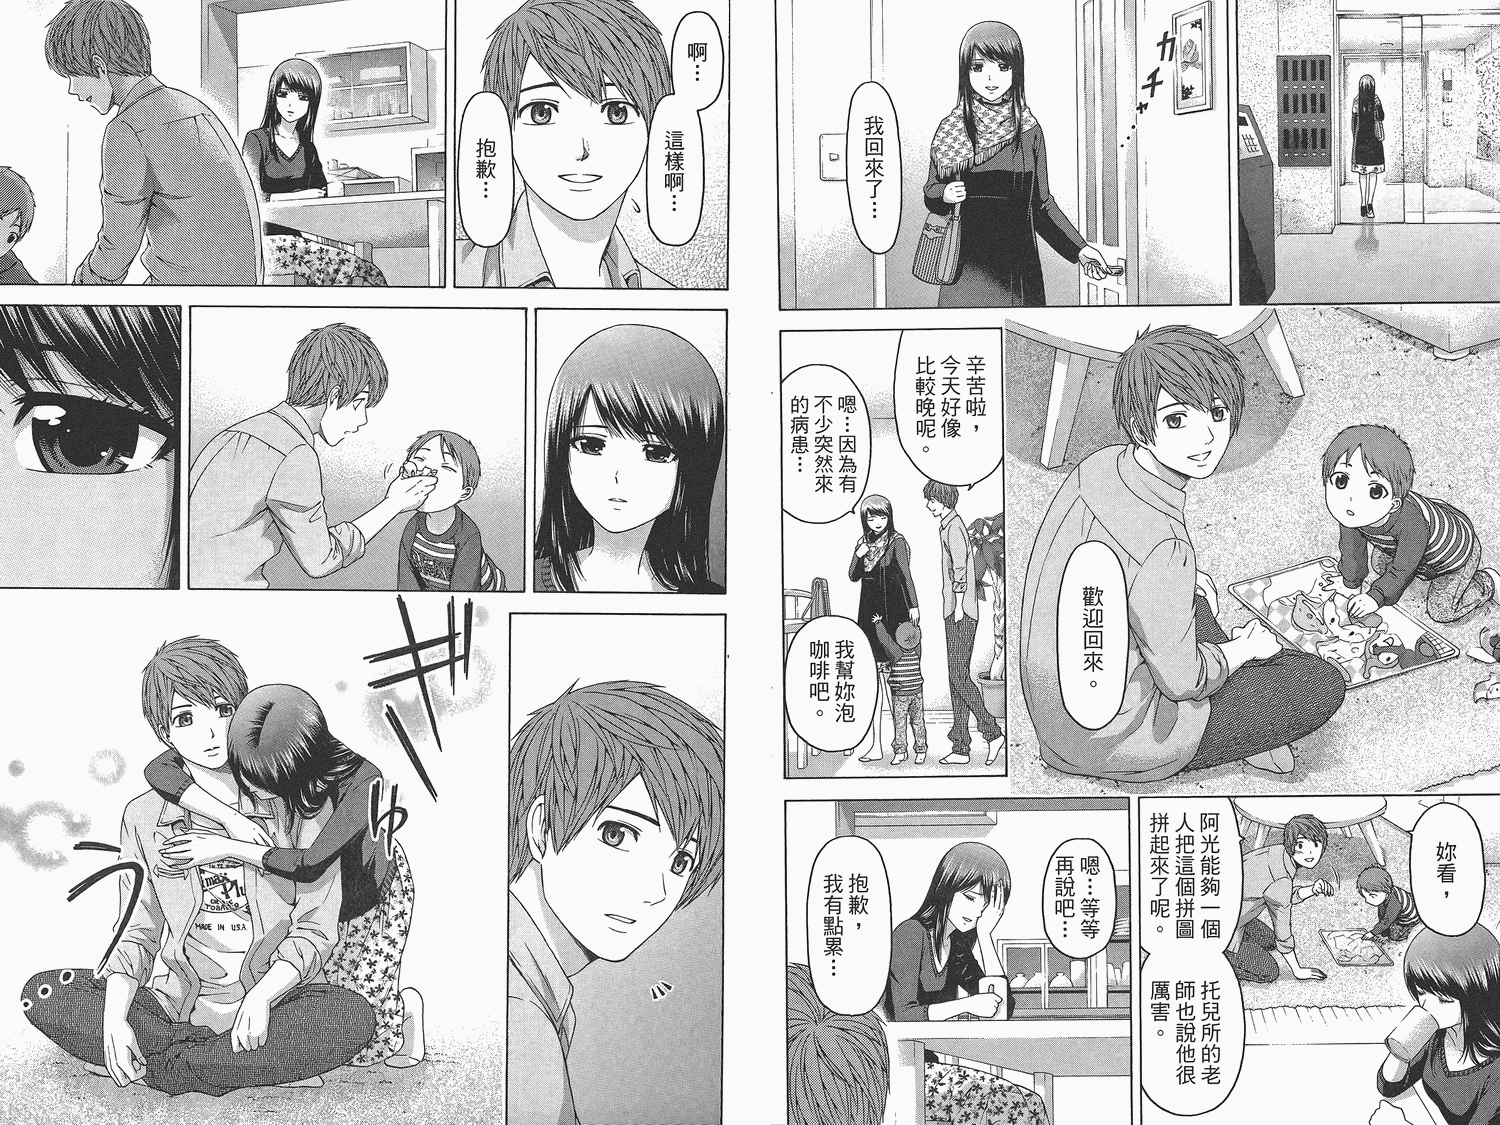 ガチャ…
我回來了…
歡迎回來。
辛苦啦，
今天好像
比較晚呢。
嗯…因為有
不少突然來
的病患…
我幫妳泡
咖啡吧。
妳看，
阿光能夠一個
人把這個拼圖
拼起來了呢。
托兒所的老
師也說他很
厲害。
嗯…等等
再說吧…
抱歉，
我有點累…
啊…
這樣啊…
抱歉…
ギュ
MADE IN U.S.A.